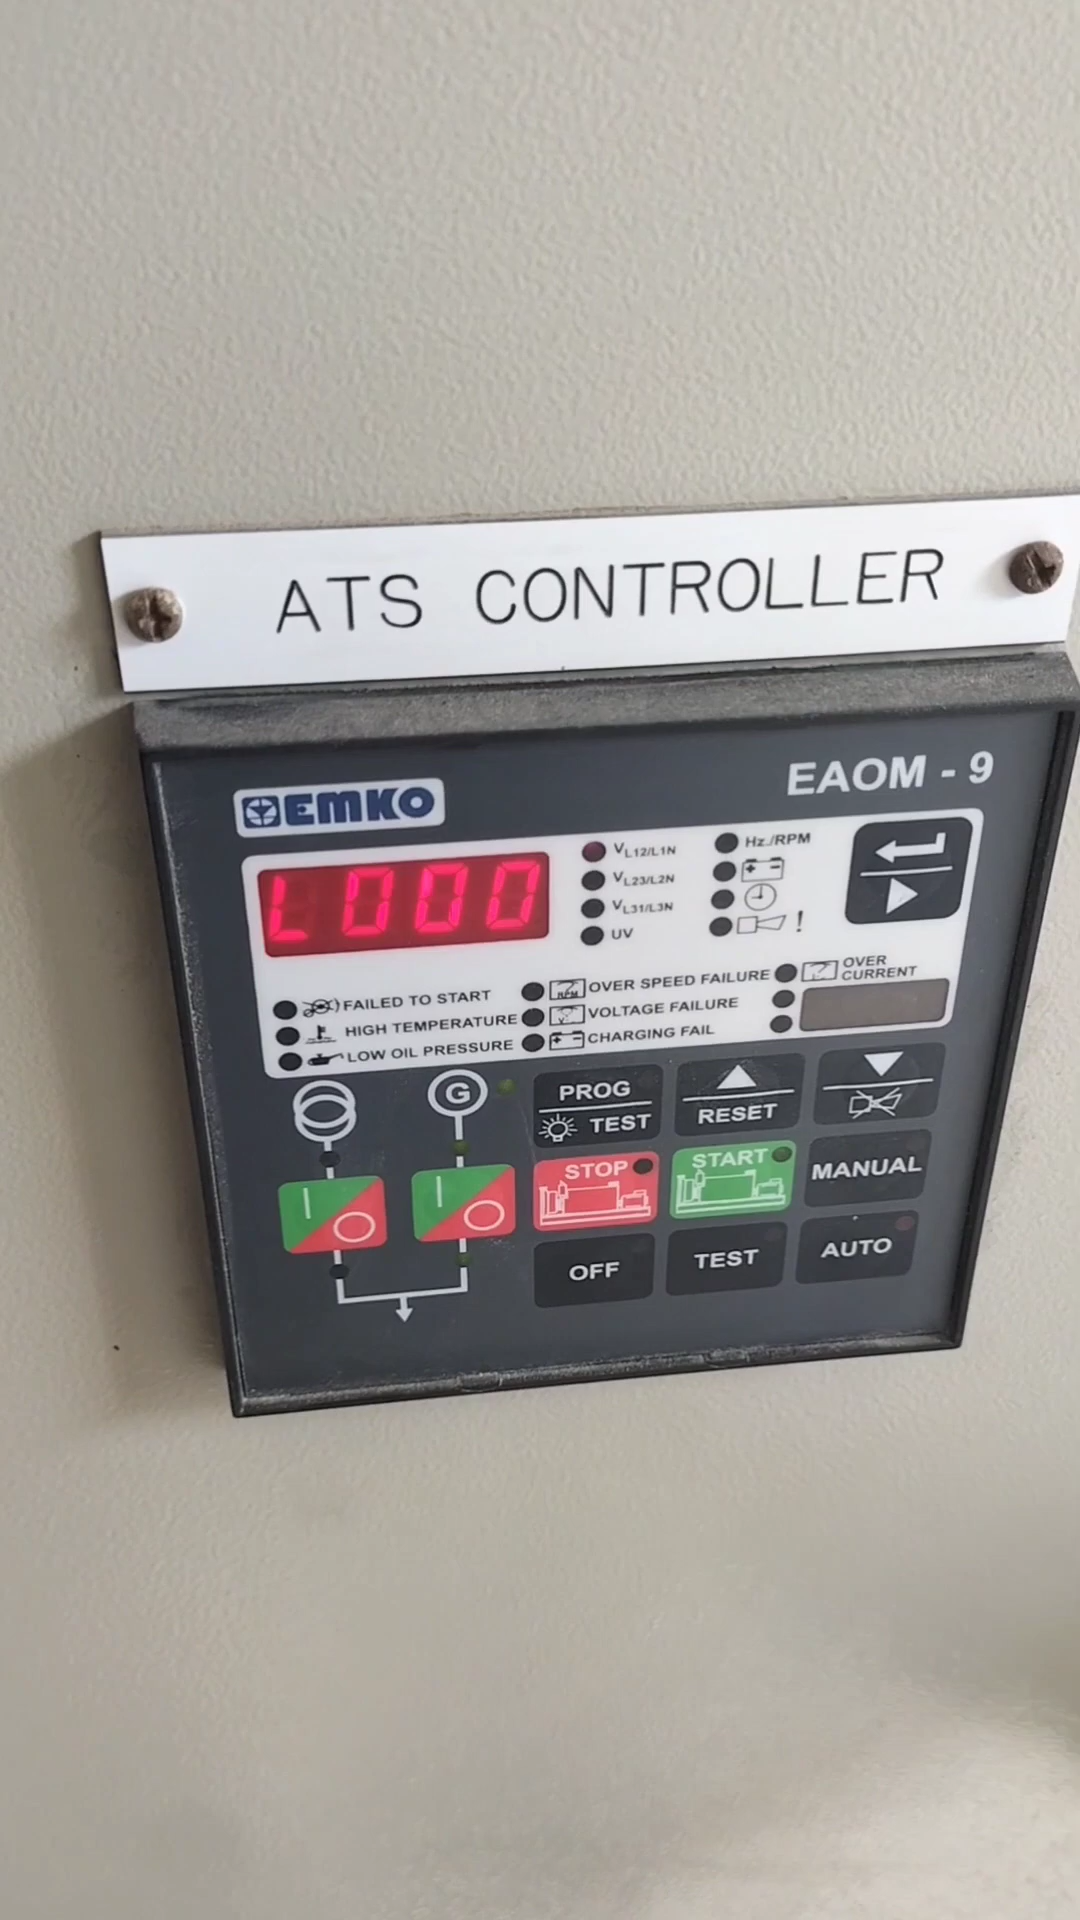 ATS CONTROLLER
EMKO
EAOM - 9
L000
VL12/L1N
VL23/L2N
VL31/L3N
UV
Hz./RPM
!
FAILED TO START
HIGH TEMPERATURE
LOW OIL PRESSURE
RPM OVER SPEED FAILURE
VOLTAGE FAILURE
CHARGING FAIL
OVER
CURRENT
G
PROG
TEST
RESET
I O
I O
STOP
START
MANUAL
OFF
TEST
AUTO